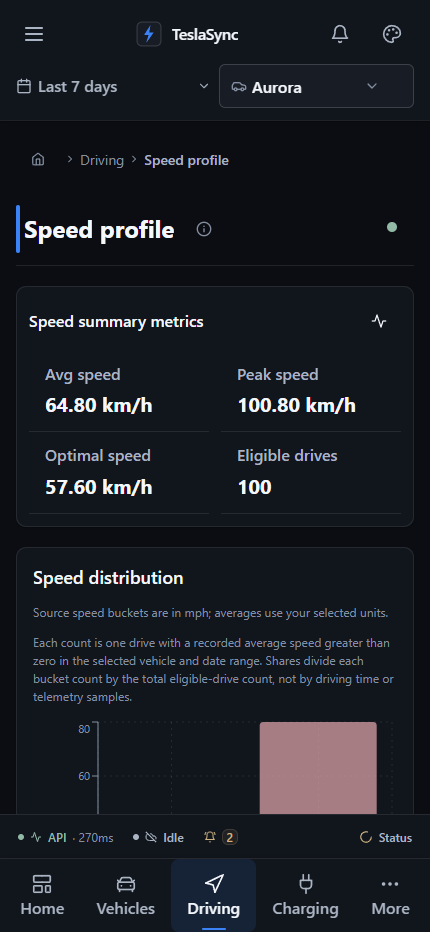 TeslaSync
Last 7 days
Aurora
Driving
Speed profile
Speed profile
Speed summary metrics
Avg speed
Peak speed
64.80 km/h
100.80 km/h
Optimal speed
Eligible drives
57.60 km/h
100
Speed distribution
Source speed buckets are in mph; averages use your selected units.
Each count is one drive with a recorded average speed greater than
zero in the selected vehicle and date range. Shares divide each
bucket count by the total eligible-drive count, not by driving time or
telemetry samples.
80
60
API · 270ms
Idle
2
Status
Home
Vehicles
Driving
Charging
More